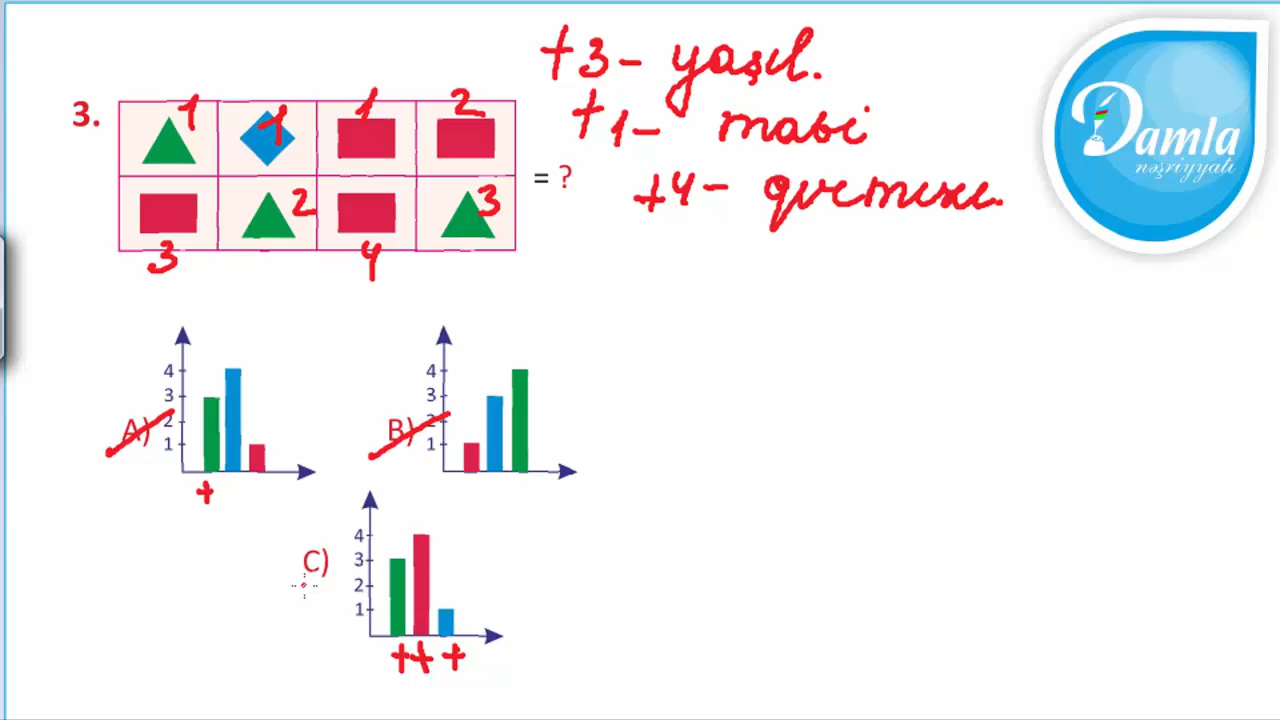 +3- yaşıl.
+1- mavi
+4- qırmızı.
Damla
nəşriyyatı
3.
1 1 1 2
= ?
2 3
3 4
4 4
3 3
A) 2 B) 2
1 1
+
4
C) 3
2
1
+ + +